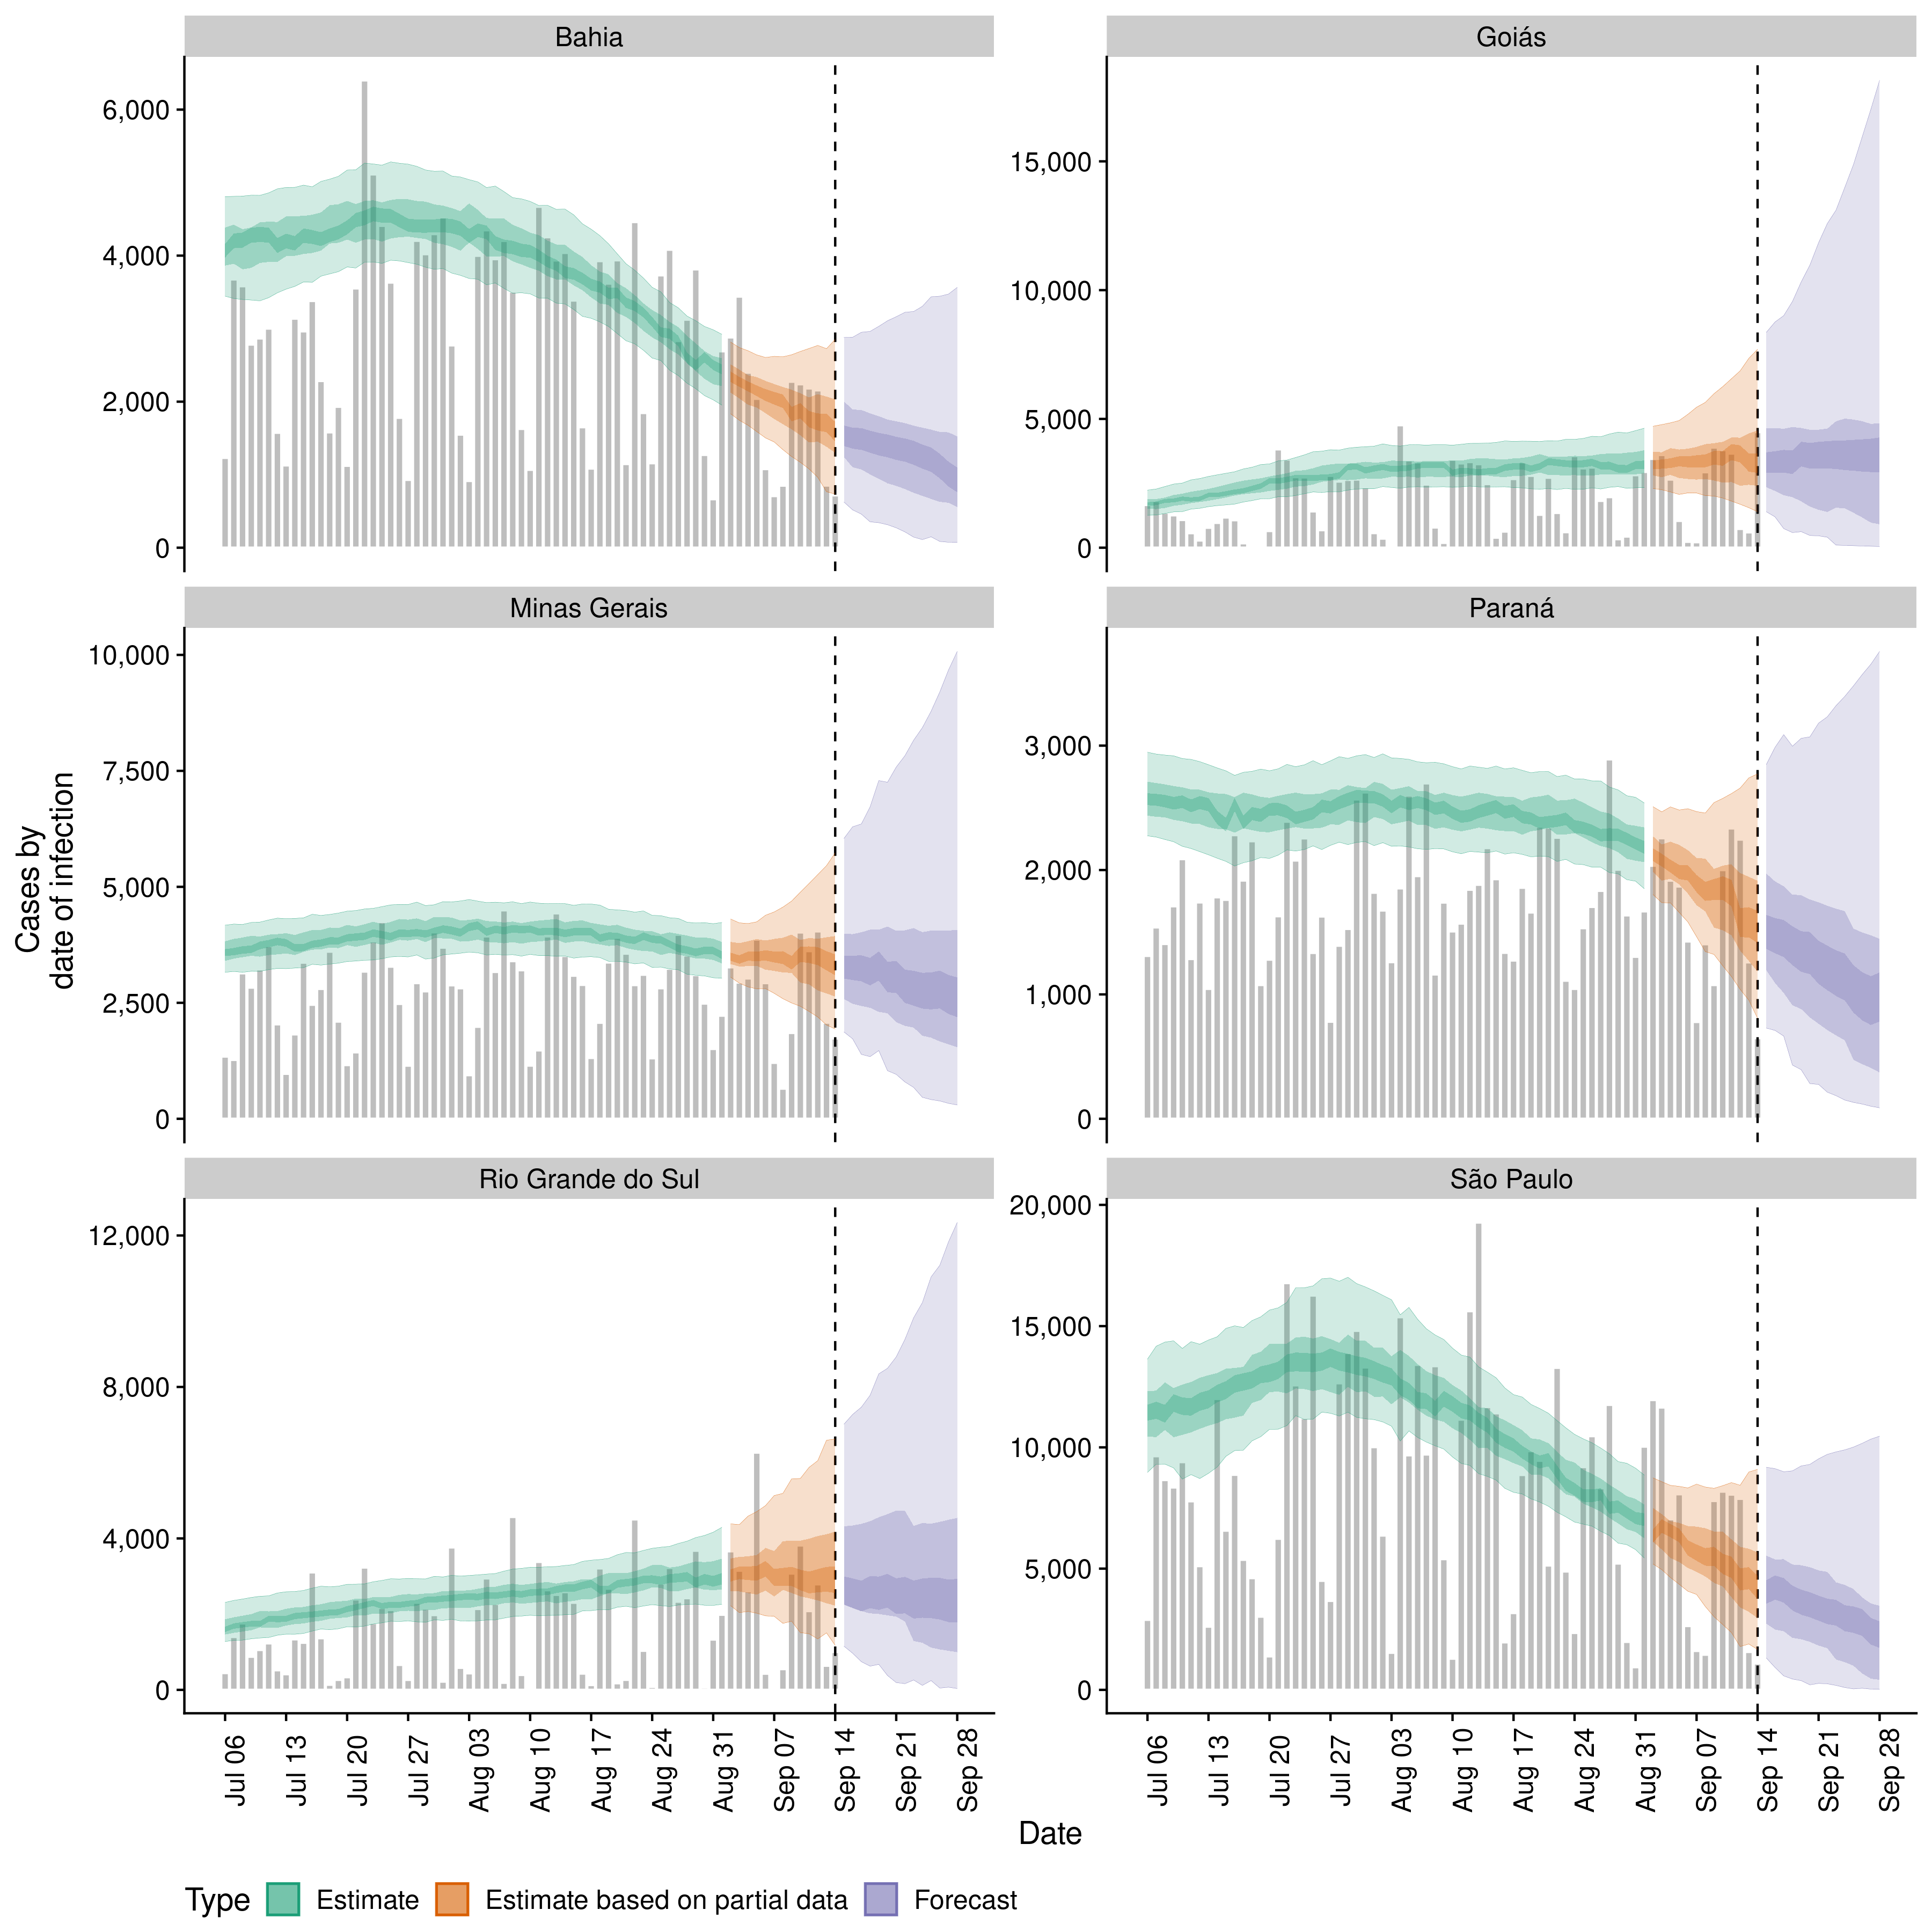 Bahia
Goiás
6,000
4,000
2,000
0
15,000
10,000
5,000
0
Minas Gerais
Paraná
10,000
7,500
5,000
2,500
0
3,000
2,000
1,000
0
Rio Grande do Sul
São Paulo
12,000
8,000
4,000
0
20,000
15,000
10,000
5,000
0
Cases by
date of infection
Jul 06
Jul 13
Jul 20
Jul 27
Aug 03
Aug 10
Aug 17
Aug 24
Aug 31
Sep 07
Sep 14
Sep 21
Sep 28
Jul 06
Jul 13
Jul 20
Jul 27
Aug 03
Aug 10
Aug 17
Aug 24
Aug 31
Sep 07
Sep 14
Sep 21
Sep 28
Date
Type Estimate Estimate based on partial data Forecast